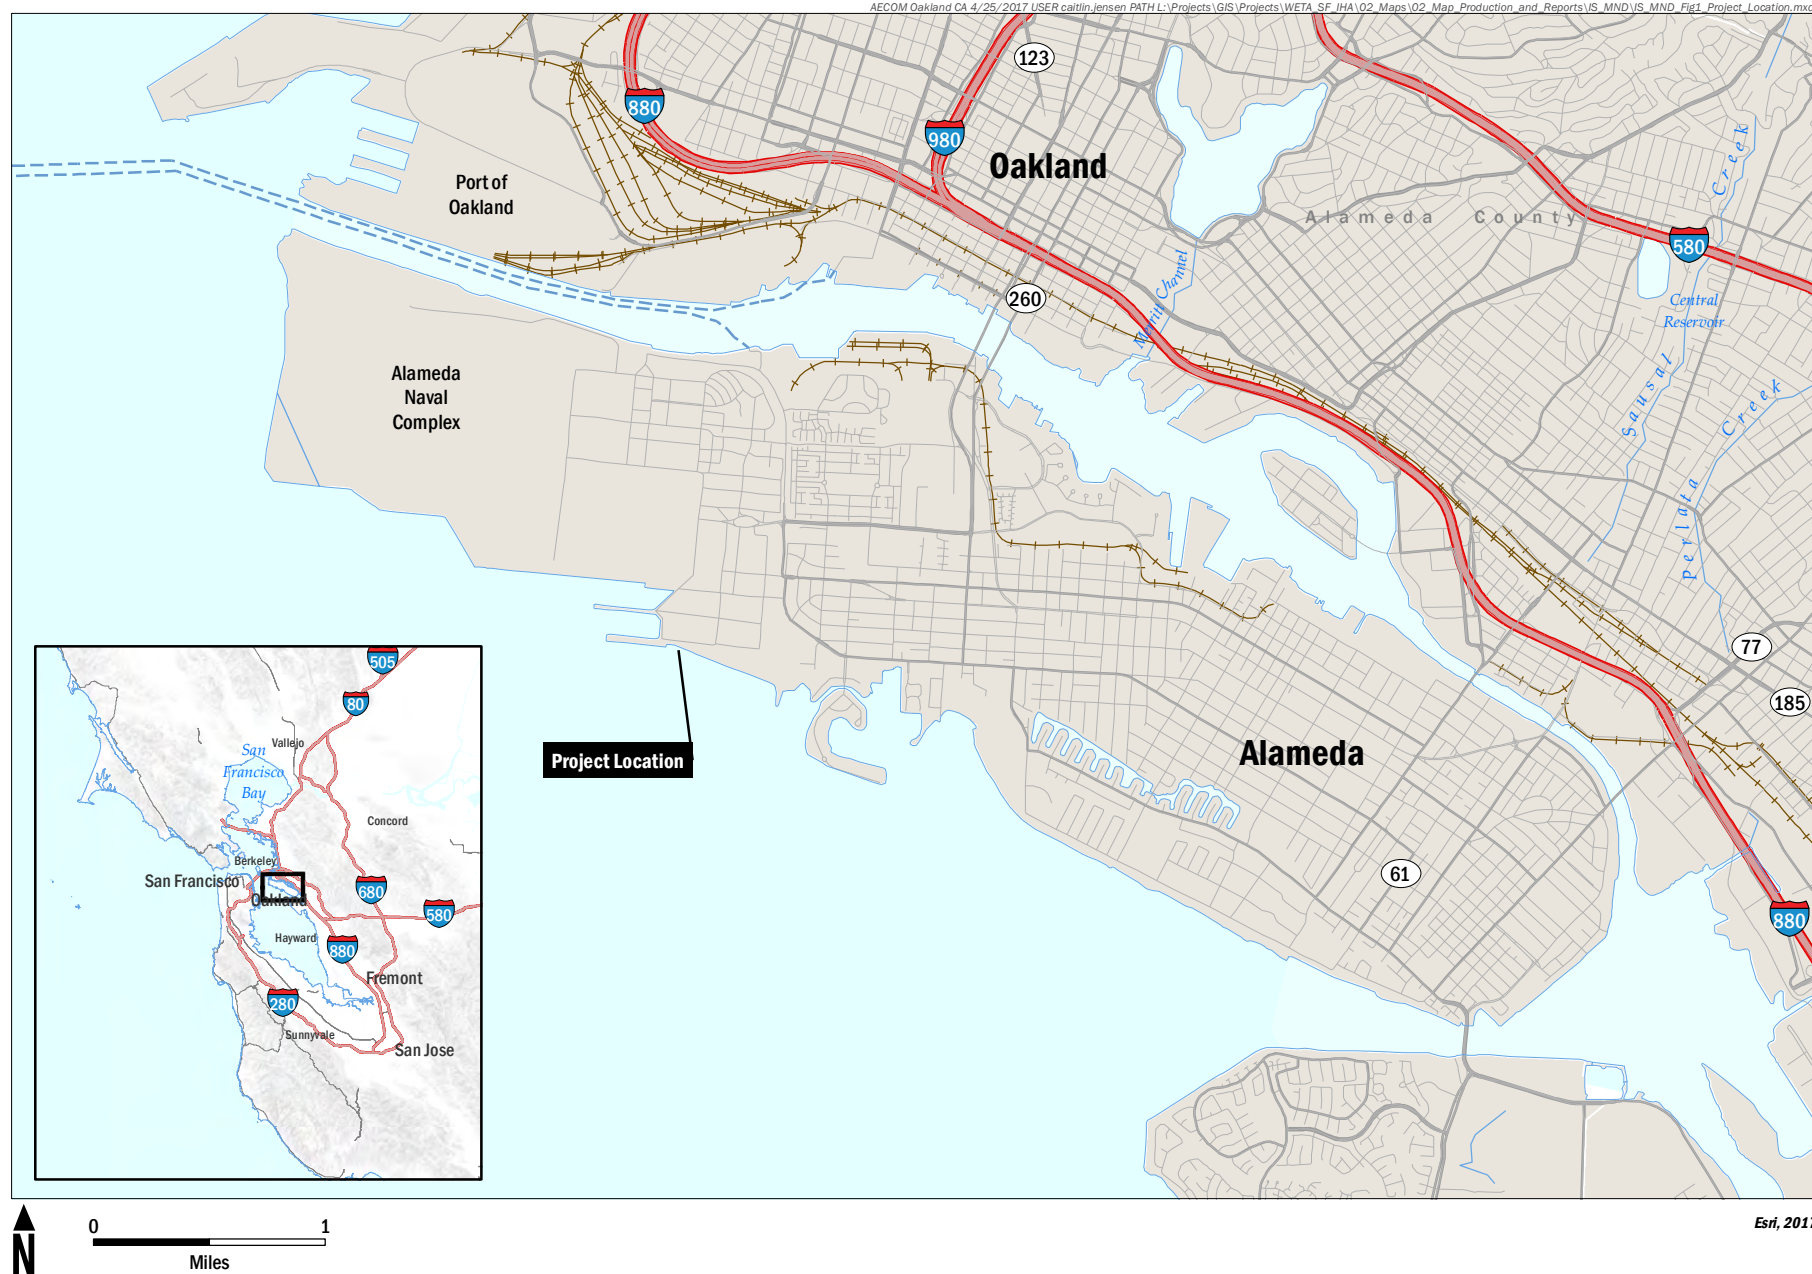 AECOM Oakland CA 4/25/2017 USER caitlin.jensen PATH L:\Projects\GIS\Projects\WETA_SF_IHA\02_Maps\02_Map_Production_and_Reports\IS_MND\IS_MND_Fig1_Project_Location.mxd
123
880
980
Oakland
Port of
Oakland
Alameda County
Creek
580
Merritt Channel
260
Central
Reservoir
Alameda
Naval
Complex
Sausal
Creek
Peralta
77
185
Project Location
Alameda
61
880
505
80
Vallejo
San
Francisco
Bay
Concord
Berkeley
San Francisco
Oakland
680
580
Hayward
880
Fremont
280
Sunnyvale
San Jose
N
0 1
Miles
Esri, 2017